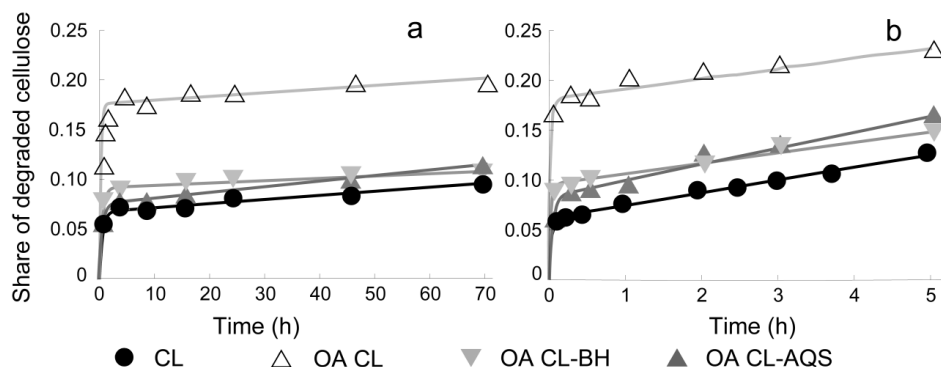 a
b
Share of degraded cellulose
0.25
0.20
0.15
0.10
0.05
0
0 10 20 30 40 50 60 70
Time (h)
0.25
0.20
0.15
0.10
0.05
0
0 1 2 3 4 5
Time (h)
CL OA CL OA CL-BH OA CL-AQS